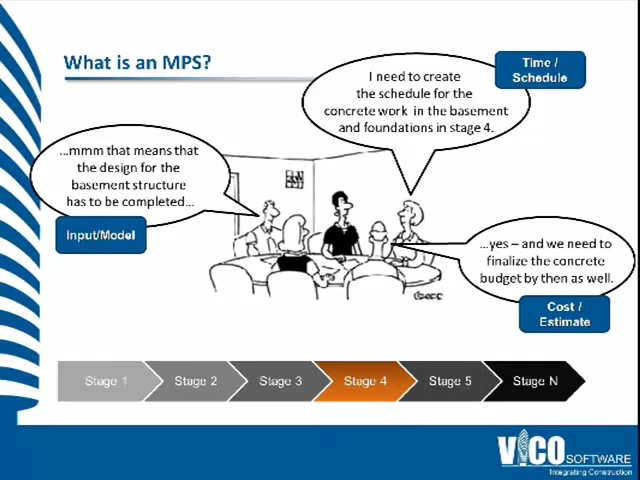 What is an MPS?
Time /
Schedule
I need to create
the schedule for the
concrete work in the basement
and foundations in stage 4.
...mmm that means that
the design for the
basement structure
has to be completed...
Input/Model
...yes – and we need to
finalize the concrete
budget by then as well.
Cost /
Estimate
Stage 1
Stage 2
Stage 3
Stage 4
Stage 5
Stage N
VICO SOFTWARE
Integrating Construction